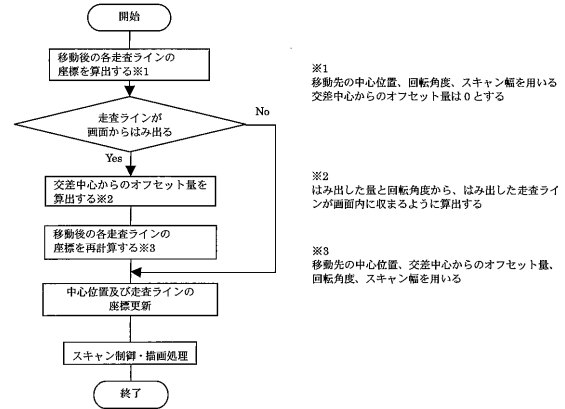 開始
移動後の各走査ラインの
座標を算出する※1
走査ラインが
画面からはみ出る
No
Yes
交差中心からのオフセット量を
算出する※2
移動後の各走査ラインの
座標を再計算する※3
中心位置及び走査ラインの
座標更新
スキャン制御・描画処理
終了
※1
移動先の中心位置、回転角度、スキャン幅を用いる
交差中心からのオフセット量は0とする
※2
はみ出した量と回転角度から、はみ出した走査ライ
ンが画面内に収まるように算出する
※3
移動先の中心位置、交差中心からのオフセット量、
回転角度、スキャン幅を用いる